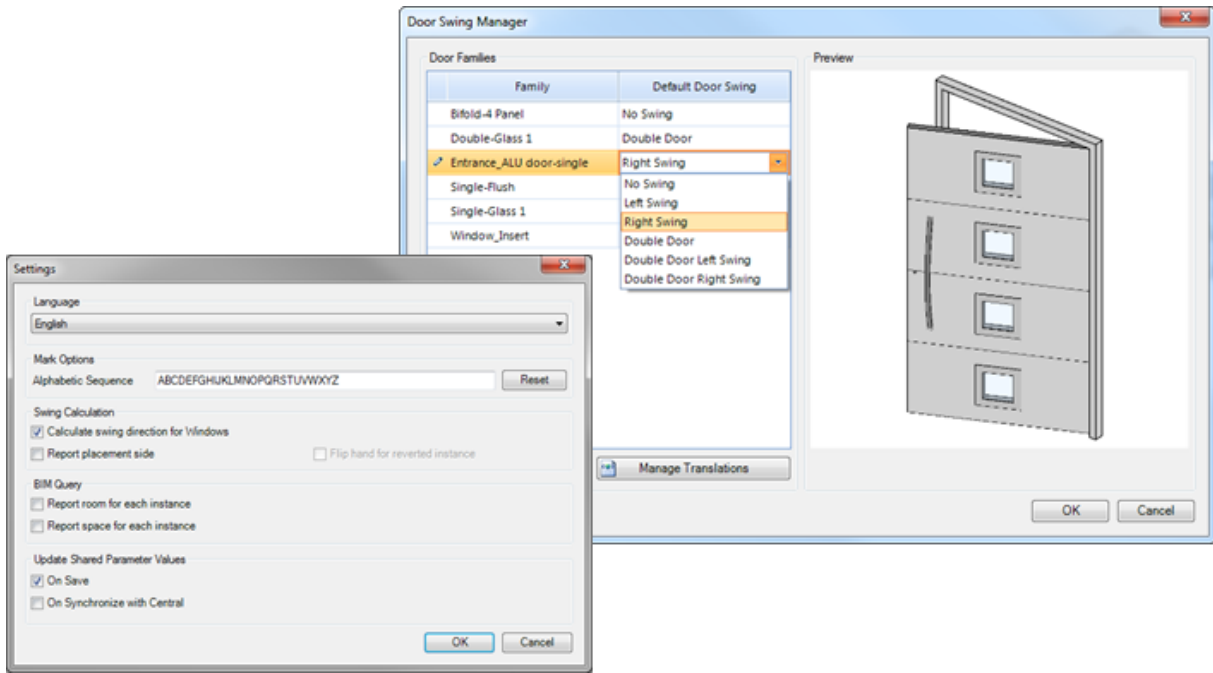 Door Swing Manager
Door Families
Preview
Family Default Door Swing
Bifold-4 Panel No Swing
Double-Glass 1 Double Door
Entrance_ALU door-single Right Swing
Single-Flush
Single-Glass 1
Window_Insert
No Swing
Left Swing
Right Swing
Double Door
Double Door Left Swing
Double Door Right Swing
Manage Translations
OK Cancel
Settings
Language
English
Mark Options
Alphabetic Sequence ABCDEFGHIJKLMNOPQRSTUVWXYZ Reset
Swing Calculation
Calculate swing direction for Windows
Report placement side Flip hand for reverted instance
BIM Query
Report room for each instance
Report space for each instance
Update Shared Parameter Values
On Save
On Synchronize with Central
OK Cancel